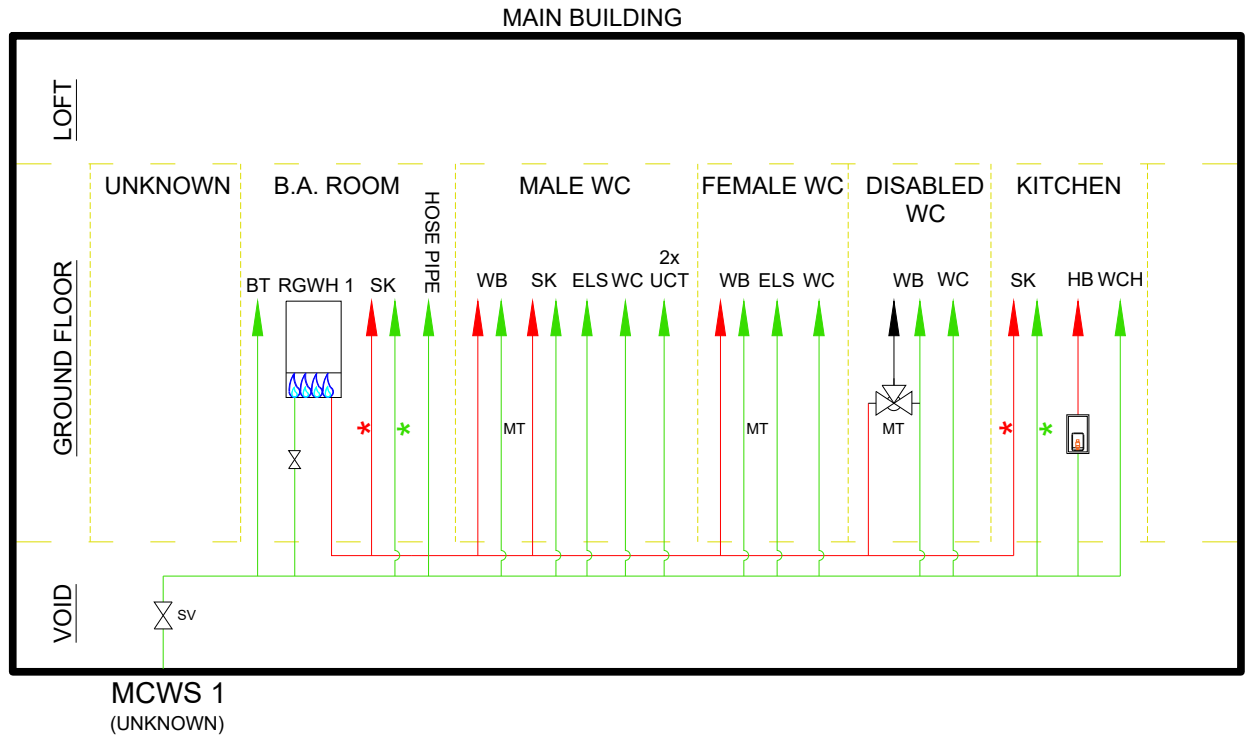 MAIN BUILDING
LOFT
UNKNOWN
B.A. ROOM
MALE WC
FEMALE WC
DISABLED
WC
KITCHEN
GROUND FLOOR
BT
RGWH 1
SK
HOSE PIPE
WB
SK
ELS
WC
2x
UCT
WB
ELS
WC
WB
WC
SK
HB
WCH
*
*
MT
MT
MT
*
*
VOID
SV
MCWS 1
(UNKNOWN)